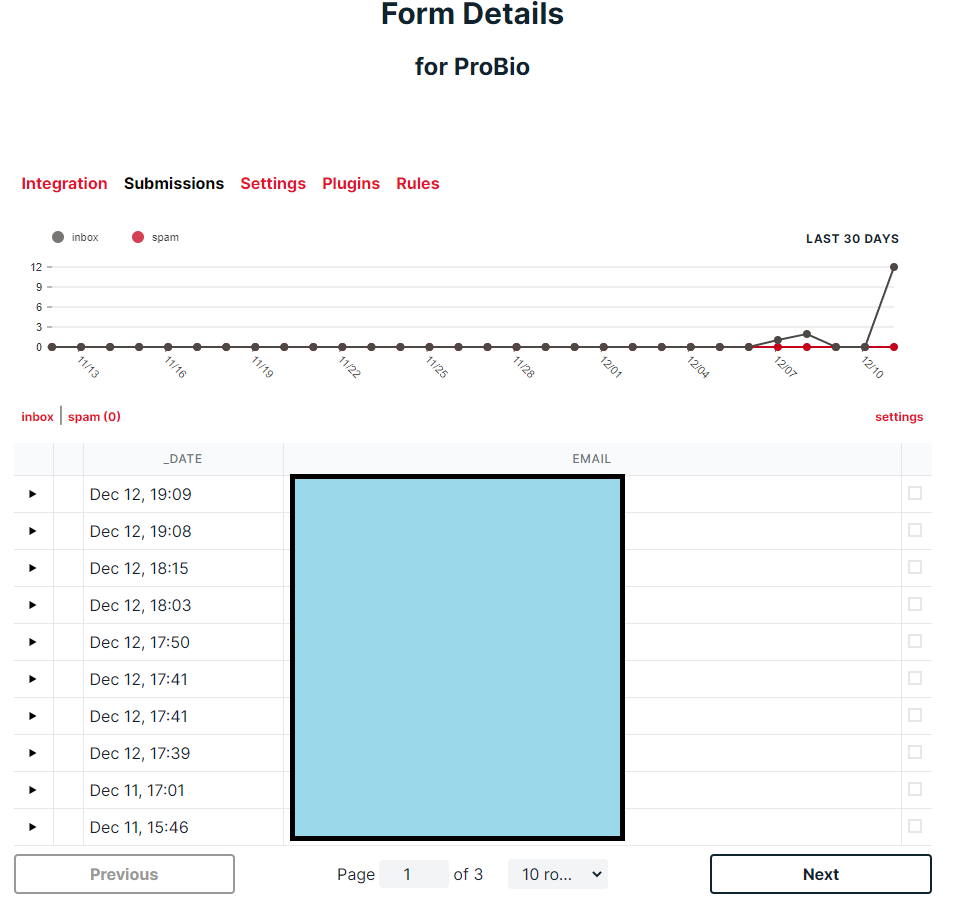 Form Details
for ProBio
Integration Submissions Settings Plugins Rules
inbox spam LAST 30 DAYS
12
9
6
3
0
11/13 11/16 11/19 11/22 11/25 11/28 12/01 12/04 12/07 12/10
inbox spam (0) settings
_DATE EMAIL
Dec 12, 19:09
Dec 12, 19:08
Dec 12, 18:15
Dec 12, 18:03
Dec 12, 17:50
Dec 12, 17:41
Dec 12, 17:41
Dec 12, 17:39
Dec 11, 17:01
Dec 11, 15:46
Previous Page 1 of 3 10 ro... Next